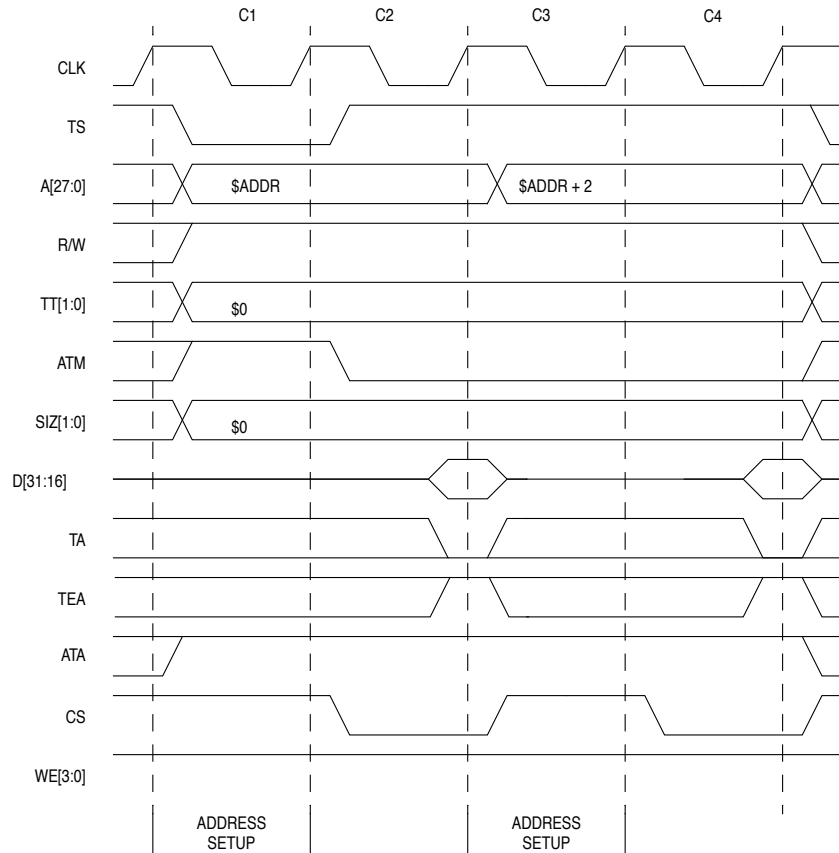 C1 C2 C3 C4
CLK
TS
A[27:0] $ADDR $ADDR + 2
R/W
TT[1:0] $0
ATM
SIZ[1:0] $0
D[31:16]
TA
TEA
ATA
CS
WE[3:0]
ADDRESS ADDRESS
SETUP SETUP